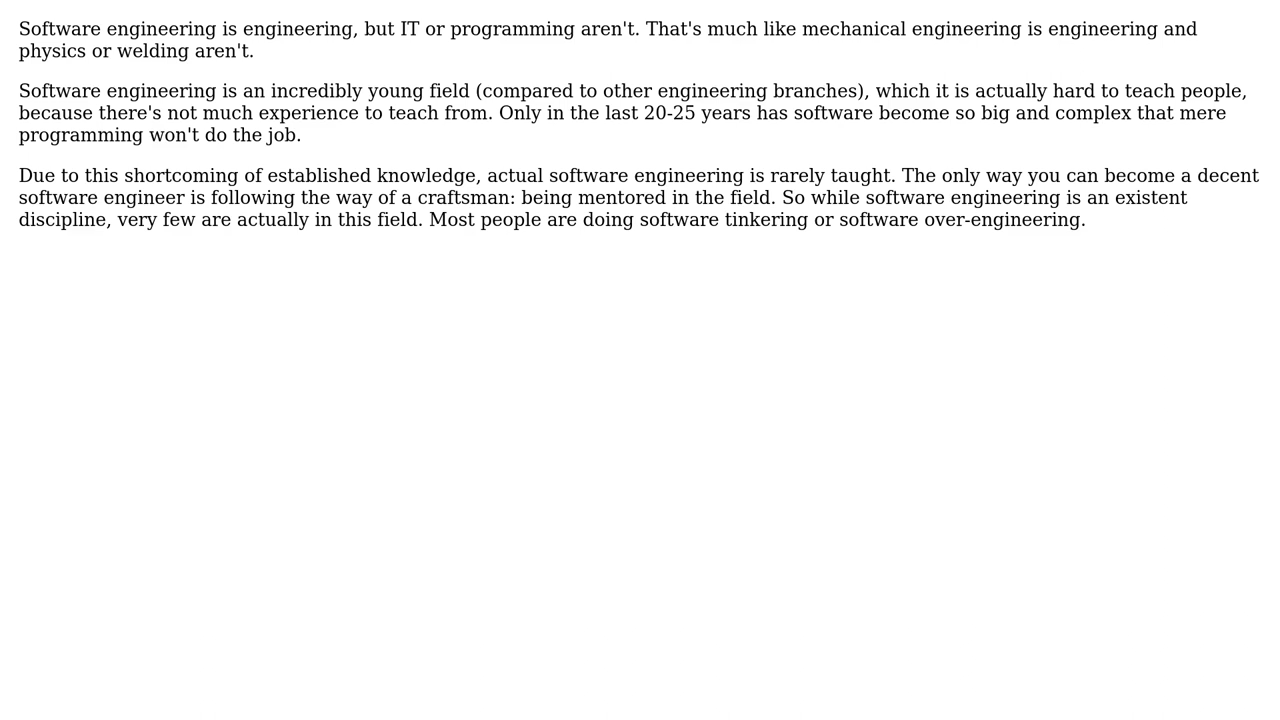 Software engineering is engineering, but IT or programming aren't. That's much like mechanical engineering is engineering and
physics or welding aren't.
Software engineering is an incredibly young field (compared to other engineering branches), which it is actually hard to teach people,
because there's not much experience to teach from. Only in the last 20-25 years has software become so big and complex that mere
programming won't do the job.
Due to this shortcoming of established knowledge, actual software engineering is rarely taught. The only way you can become a decent
software engineer is following the way of a craftsman: being mentored in the field. So while software engineering is an existent
discipline, very few are actually in this field. Most people are doing software tinkering or software over-engineering.